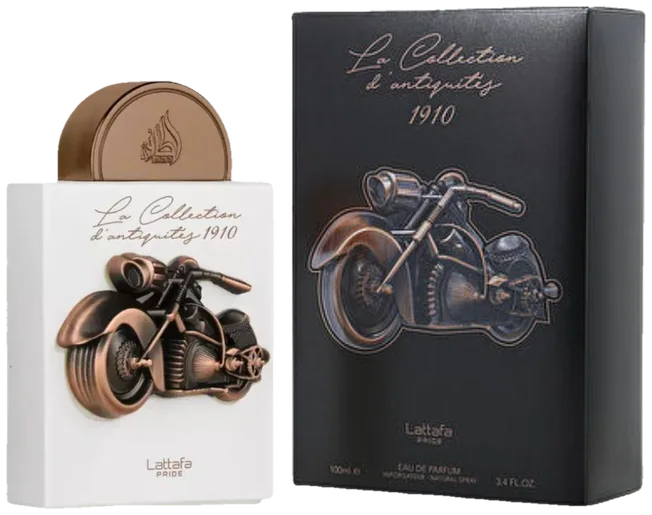 La Collection
d'antiquités 1910
Lattafa
PRIDE
La Collection
d'antiquités
1910
Lattafa
PRIDE
100ml e
EAU DE PARFUM
VAPORISATEUR - NATURAL SPRAY
3.4 FL.OZ.